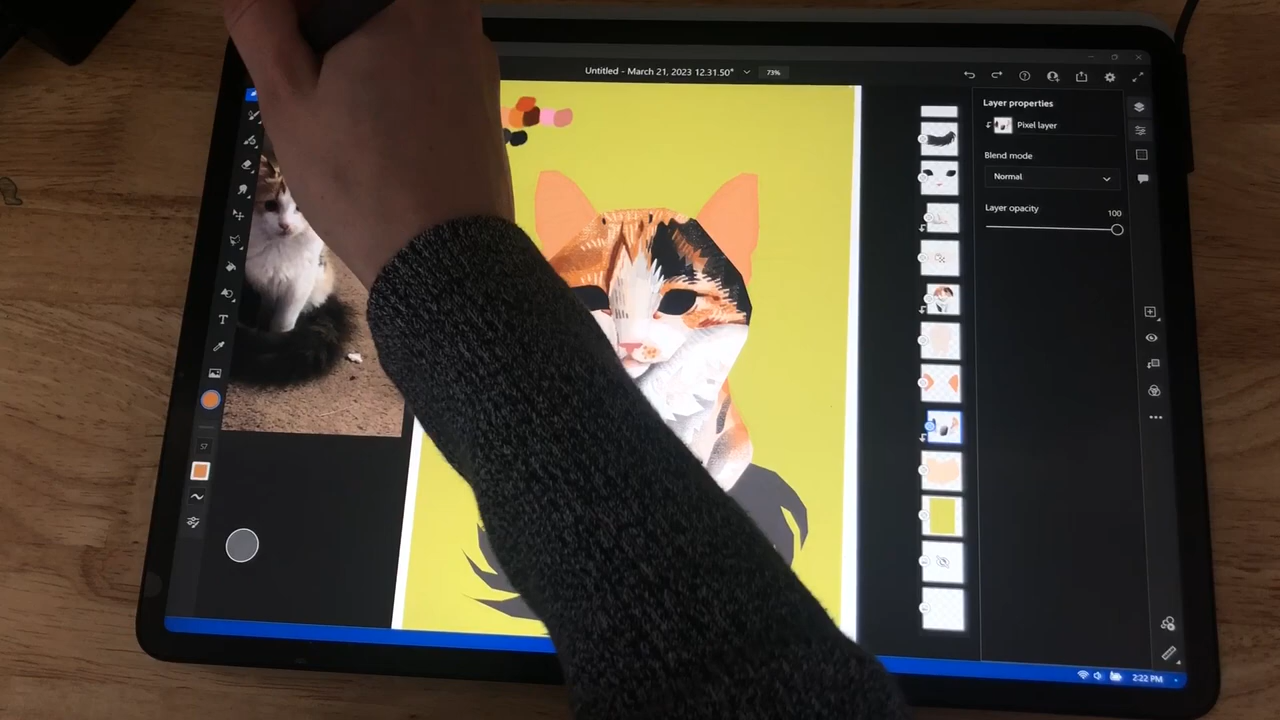 Untitled - March 21, 2023 12.31.50*
73%
Layer properties
Pixel layer
Blend mode
Normal
Layer opacity
100
T
57
2:22 PM